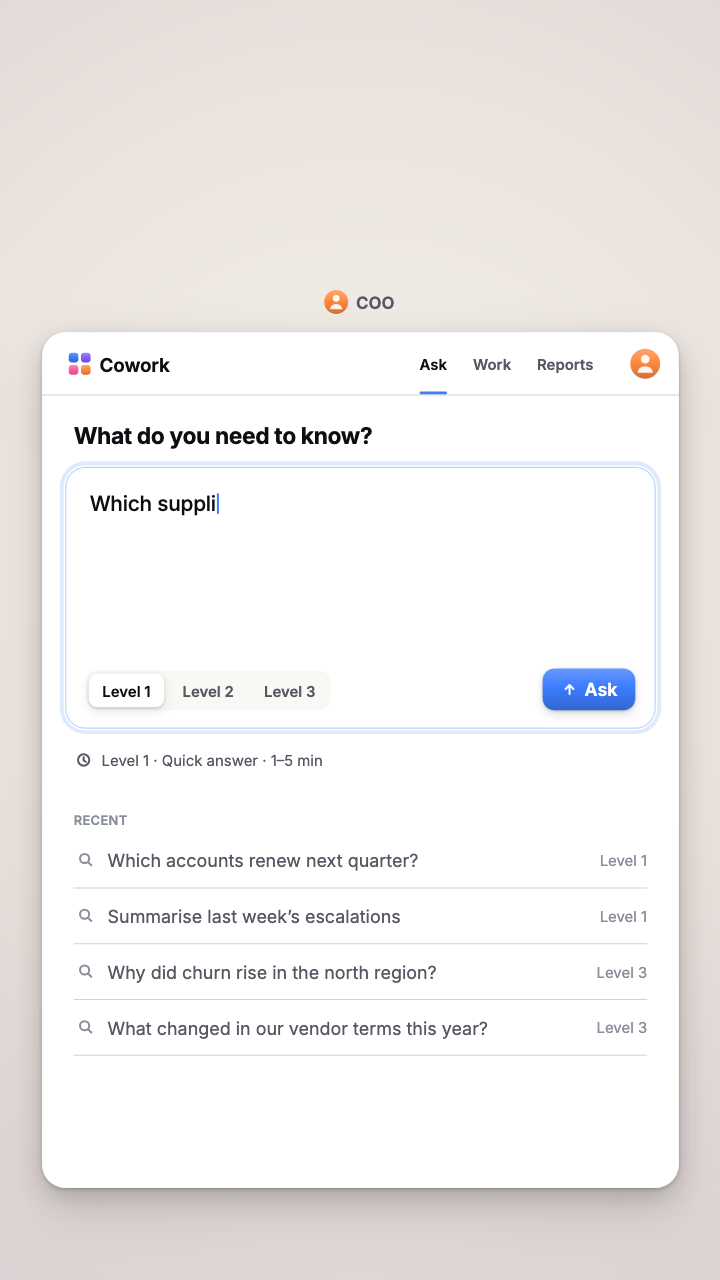 COO
Cowork
Ask Work Reports
What do you need to know?
Which suppli
Level 1 Level 2 Level 3
Ask
Level 1 · Quick answer · 1–5 min
RECENT
Which accounts renew next quarter? Level 1
Summarise last week’s escalations Level 1
Why did churn rise in the north region? Level 3
What changed in our vendor terms this year? Level 3